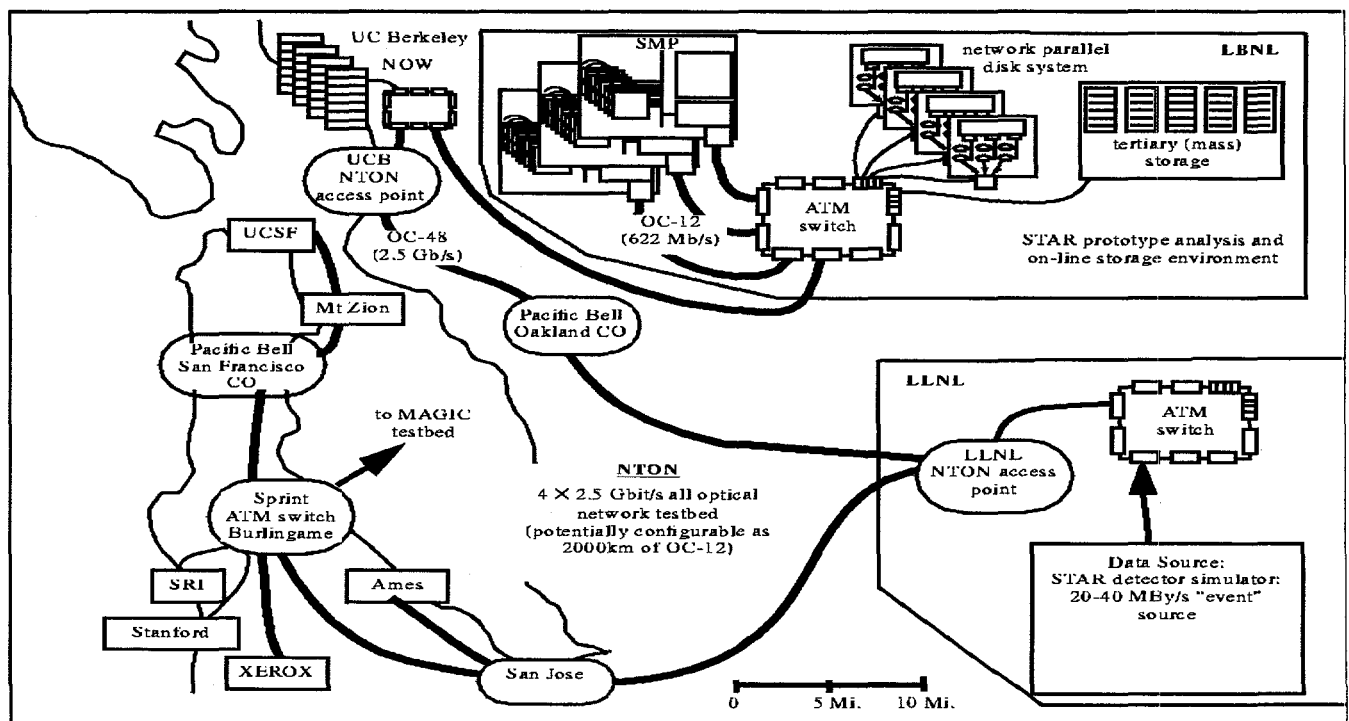 UC Berkeley
NOW
SMP
network parallel
disk system
LBNL
tertiary (mass)
storage
UCB
NTON
access point
ATM
switch
OC-12
(622 Mb/s)
OC-48
(2.5 Gb/s)
STAR prototype analysis and
on-line storage environment
UCSF
Mt Zion
Pacific Bell
Oakland CO
Pacific Bell
San Francisco
CO
LLNL
ATM
switch
to MAGIC
testbed
LLNL
NTON access
point
NTON
4 X 2.5 Gbit/s all optical
network testbed
(potentially configurable as
2000km of OC-12)
Sprint
ATM switch
Burlingame
Data Source:
STAR detector simulator:
20-40 MBy/s "event"
source
SRI
Ames
Stanford
XEROX
San Jose
0 5 Mi. 10 Mi.